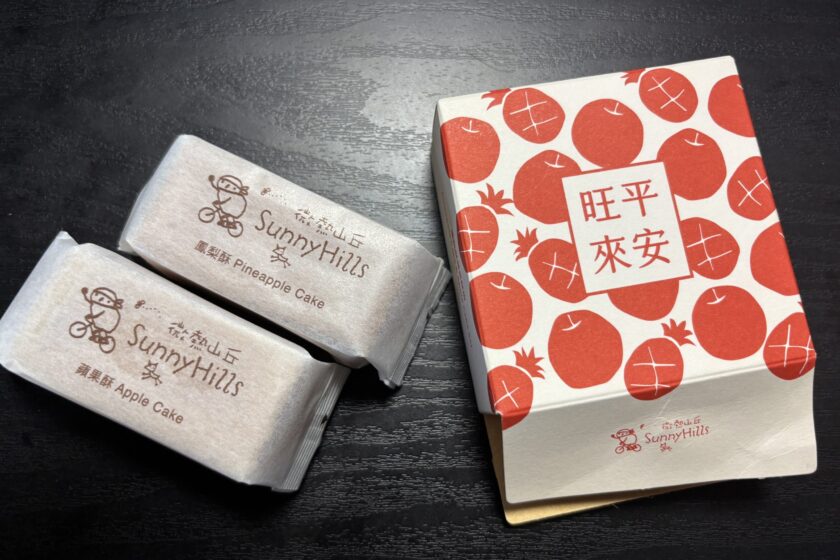 微熱山丘
SunnyHills
鳳梨酥 Pineapple Cake
微熱山丘
SunnyHills
蘋果酥 Apple Cake
平安
旺來
微熱山丘
SunnyHills